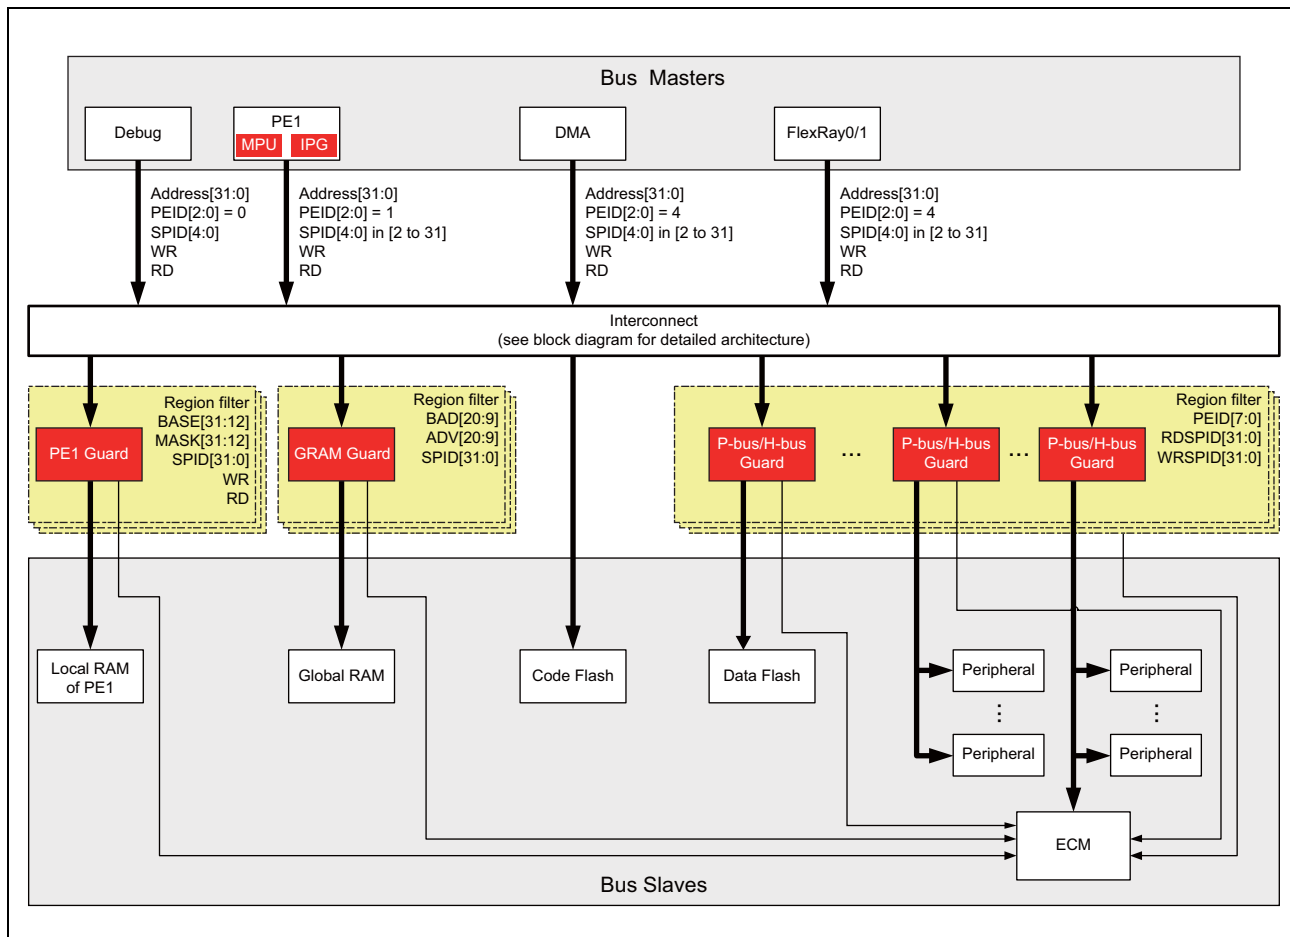 Bus Masters
Debug
PE1
MPU
IPG
DMA
FlexRay0/1
Address[31:0]
PEID[2:0] = 0
SPID[4:0]
WR
RD
Address[31:0]
PEID[2:0] = 1
SPID[4:0] in [2 to 31]
WR
RD
Address[31:0]
PEID[2:0] = 4
SPID[4:0] in [2 to 31]
WR
RD
Address[31:0]
PEID[2:0] = 4
SPID[4:0] in [2 to 31]
WR
RD
Interconnect
(see block diagram for detailed architecture)
Region filter
BASE[31:12]
MASK[31:12]
SPID[31:0]
WR
RD
PE1 Guard
Region filter
BAD[20:9]
ADV[20:9]
SPID[31:0]
GRAM Guard
Region filter
PEID[7:0]
RDSPID[31:0]
WRSPID[31:0]
P-bus/H-bus
Guard
...
P-bus/H-bus
Guard
...
P-bus/H-bus
Guard
Local RAM
of PE1
Global RAM
Code Flash
Data Flash
Peripheral
Peripheral
Peripheral
Peripheral
ECM
Bus Slaves